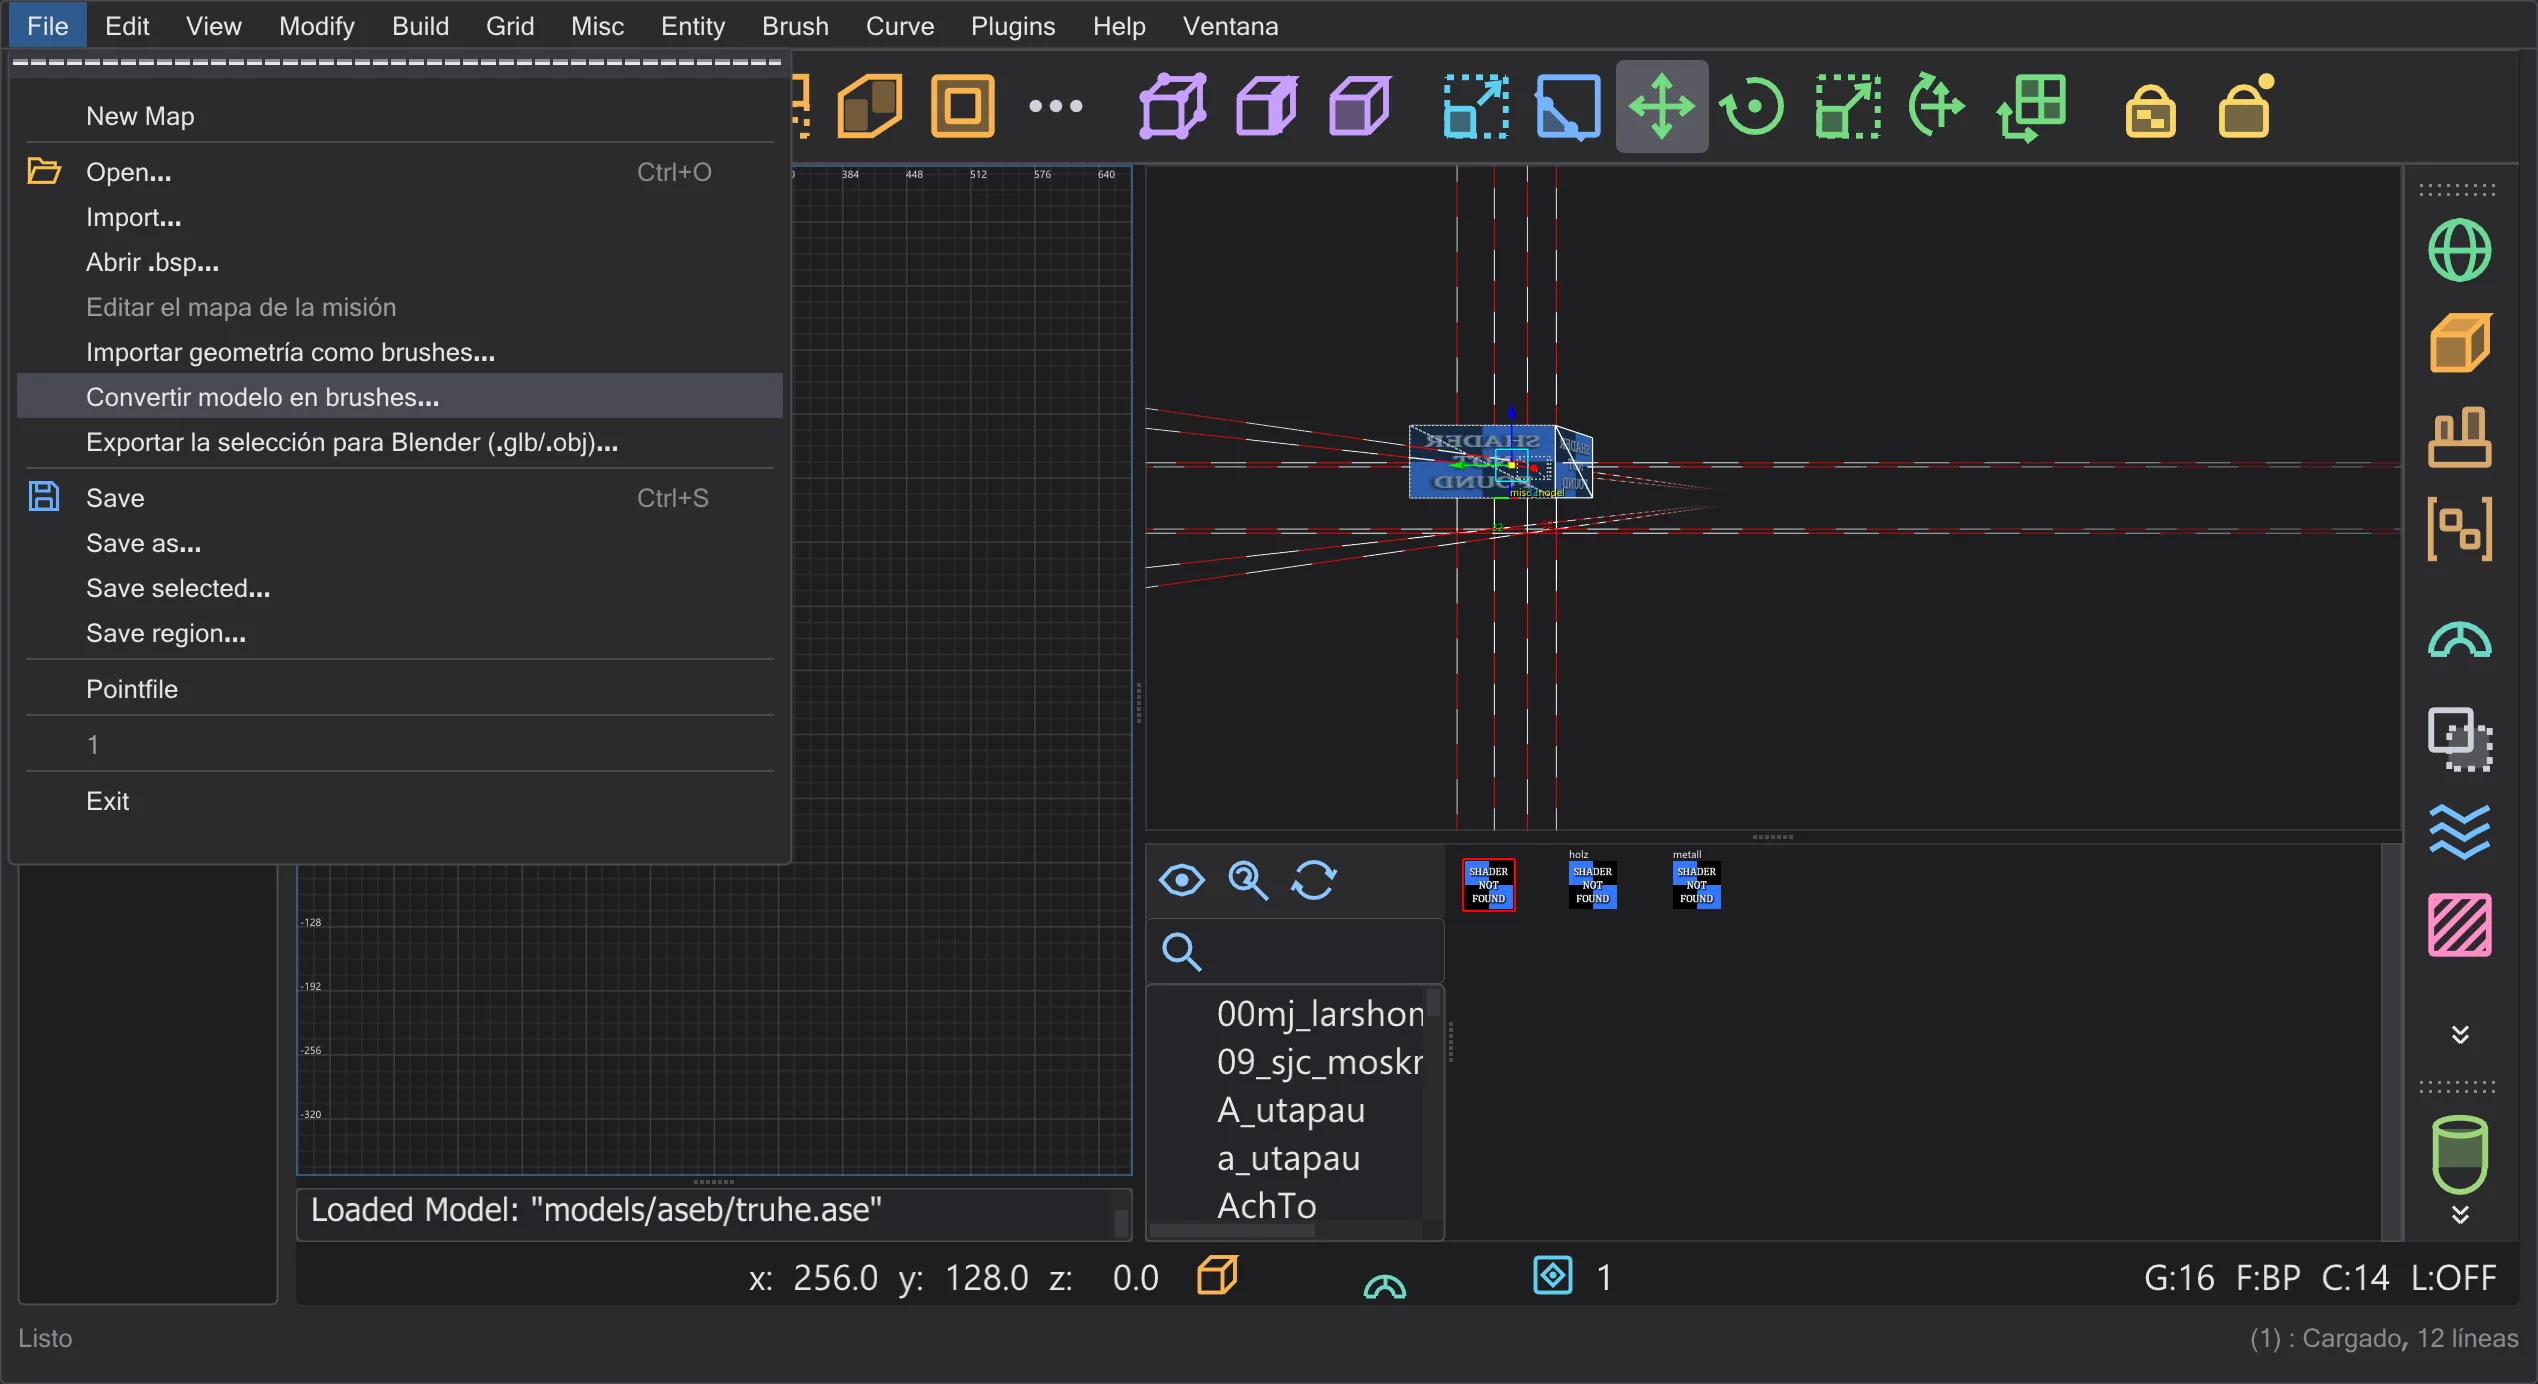 File Edit View Modify Build Grid Misc Entity Brush Curve Plugins Help Ventana
New Map
Open... Ctrl+O
Import...
Abrir .bsp...
Editar el mapa de la misión
Importar geometría como brushes...
Convertir modelo en brushes...
Exportar la selección para Blender (.glb/.obj)...
Save Ctrl+S
Save as...
Save selected...
Save region...
Pointfile
1
Exit
384 448 512 576 640
-128
-192
-256
-320
SHADER
NOT
FOUND
misc_model
32
holz
metall
SHADER
NOT
FOUND
SHADER
NOT
FOUND
SHADER
NOT
FOUND
00mj_larshon
09_sjc_moskr
A_utapau
a_utapau
AchTo
Loaded Model: "models/aseb/truhe.ase"
x: 256.0 y: 128.0 z: 0.0
1
G:16 F:BP C:14 L:OFF
Listo
(1) : Cargado, 12 líneas